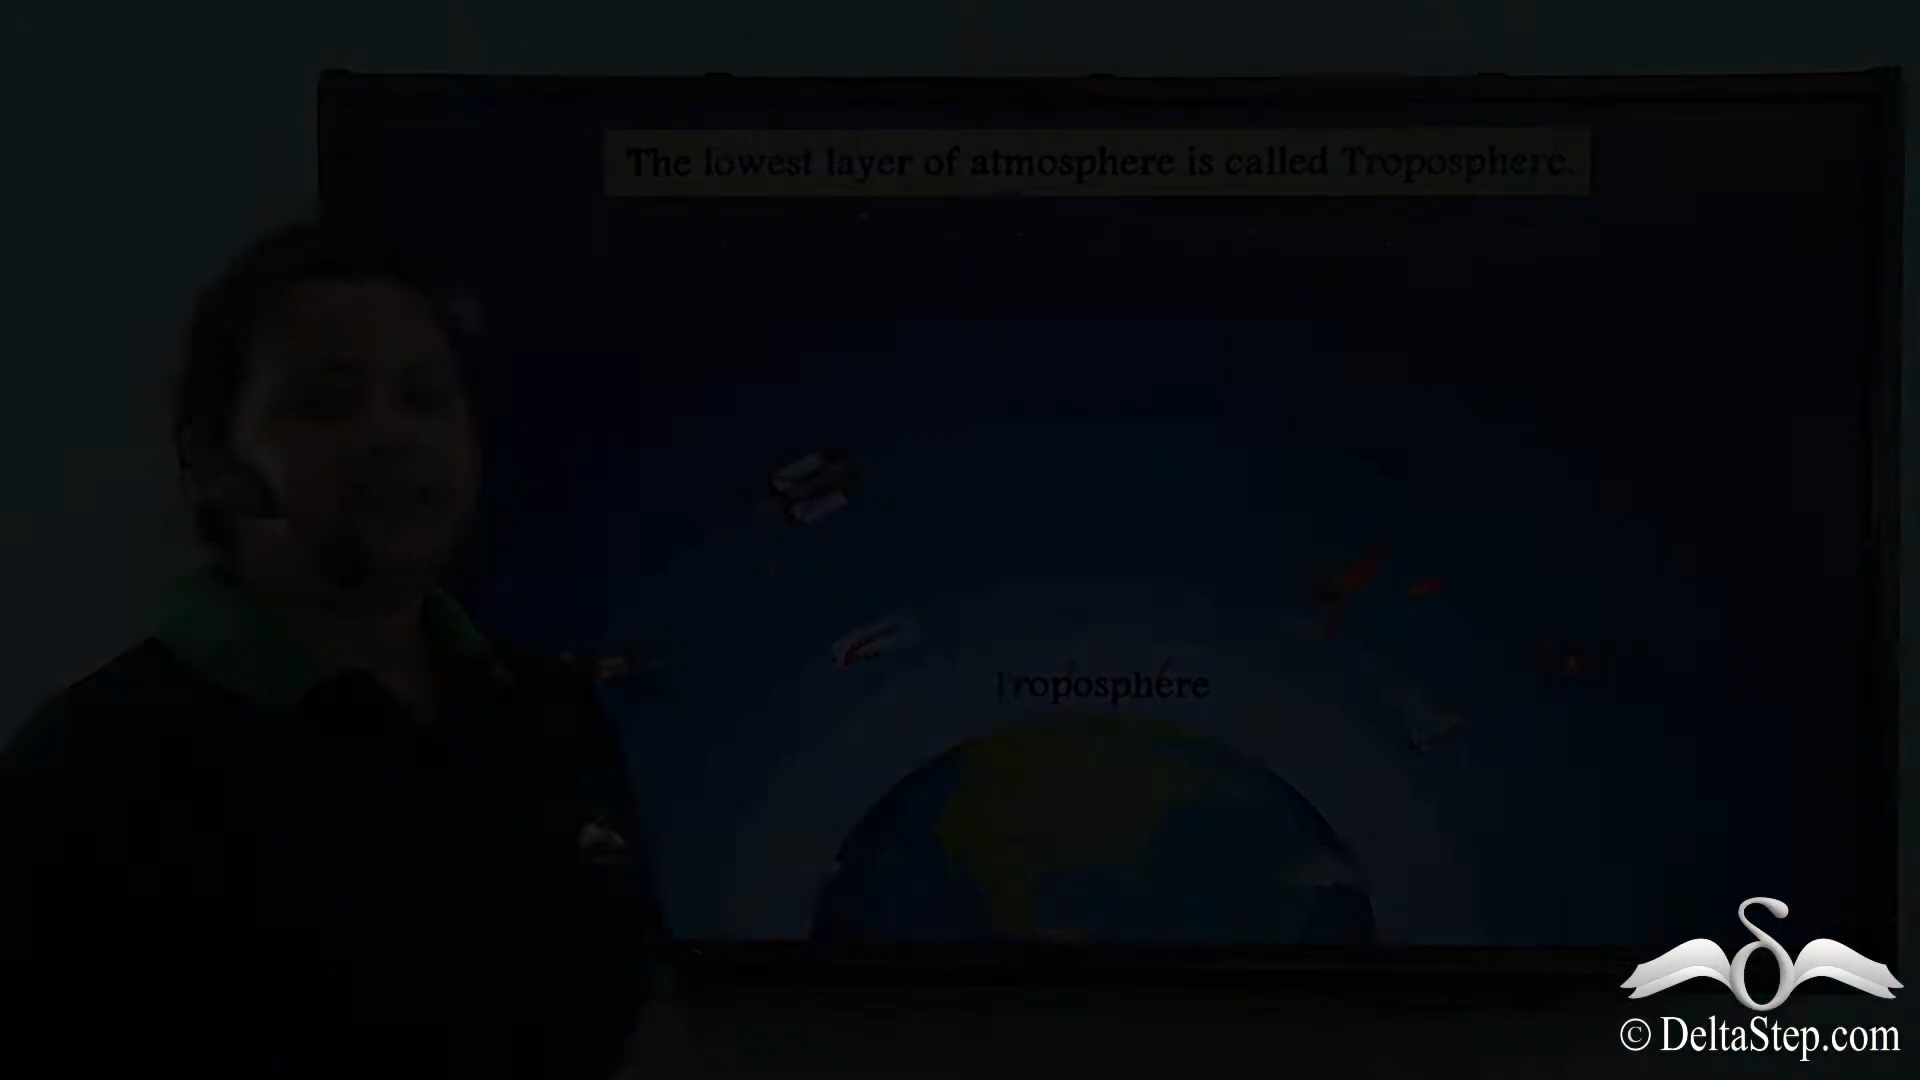 The lowest layer of atmosphere is called Troposphere.
Troposphere
© DeltaStep.com